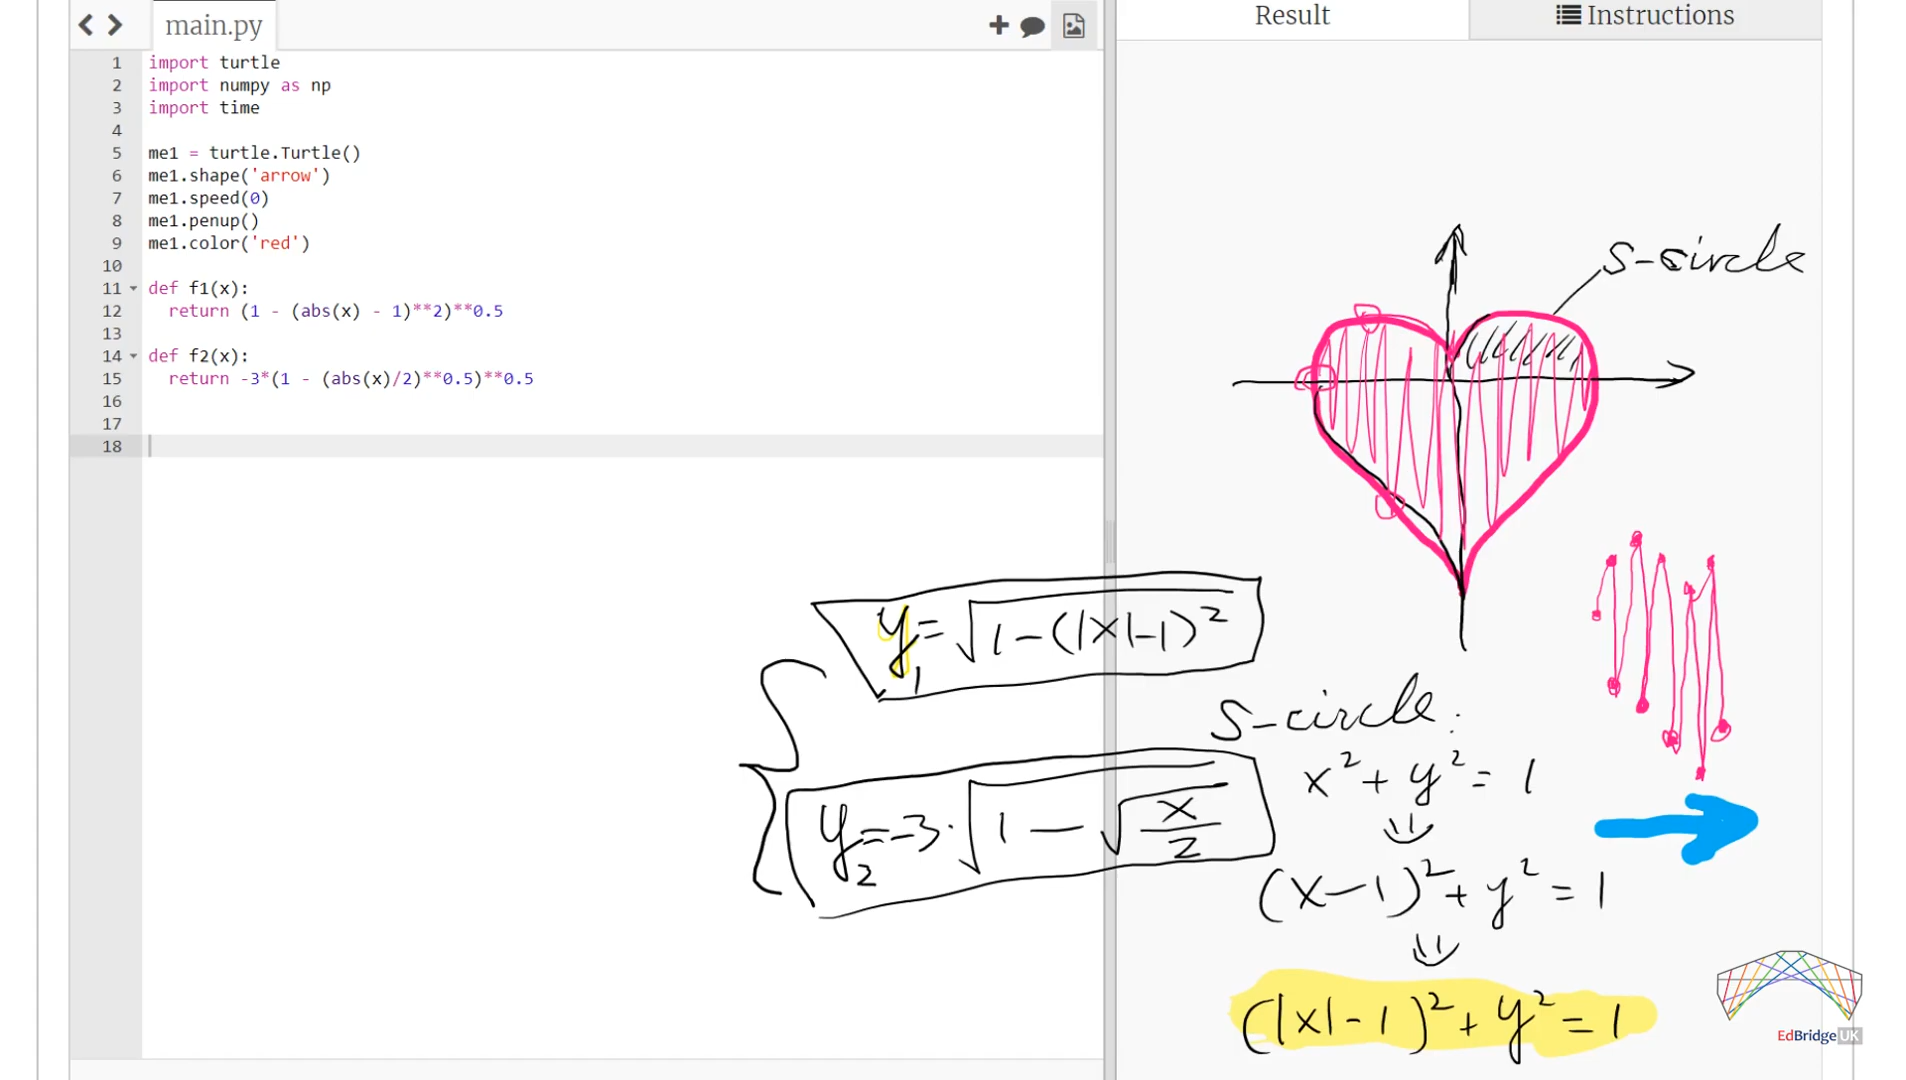 main.py
Result
Instructions
1 import turtle
2 import numpy as np
3 import time
4
5 me1 = turtle.Turtle()
6 me1.shape('arrow')
7 me1.speed(0)
8 me1.penup()
9 me1.color('red')
10
11 def f1(x):
12 return (1 - (abs(x) - 1)**2)**0.5
13
14 def f2(x):
15 return -3*(1 - (abs(x)/2)**0.5)**0.5
16
17
18
S-circle
y₁=√(1-(|x|-1)²)
S-circle:
x²+y²=1
y₂=-3·√(1-√(x/2))
(x-1)²+y²=1
(|x|-1)²+y²=1
EdBridge UK